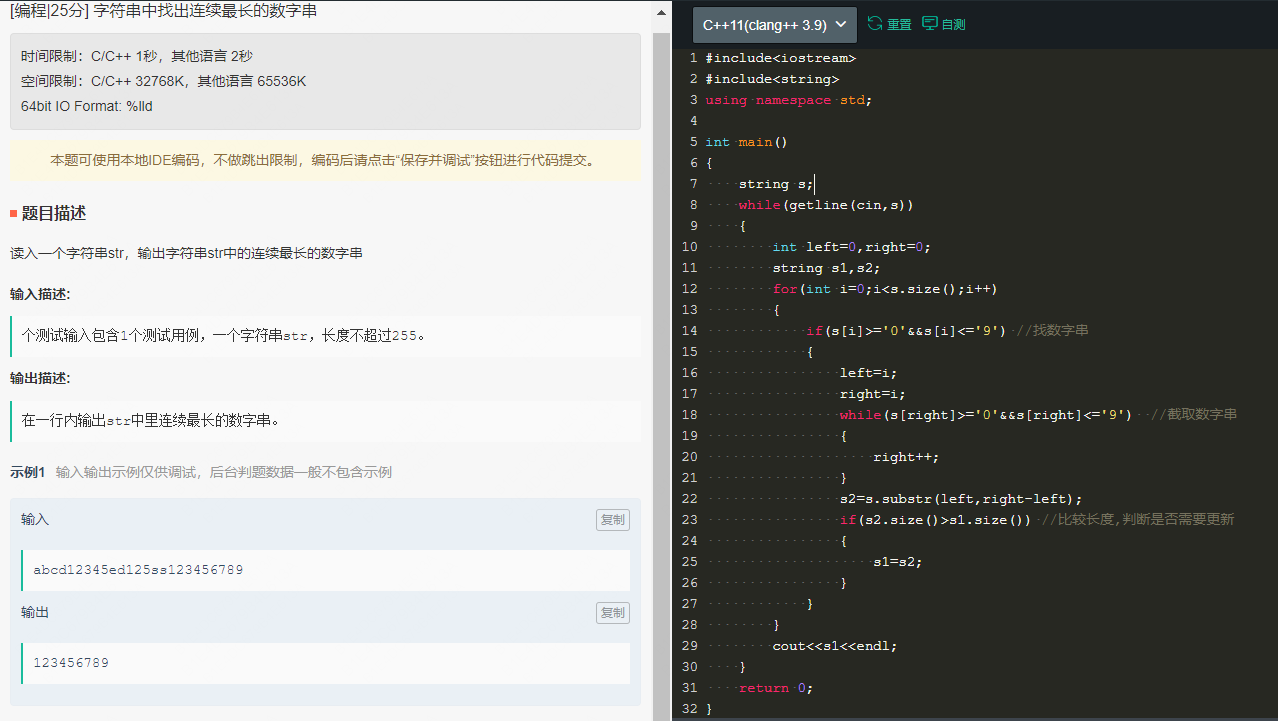 [编程|25分] 字符串中找出连续最长的数字串
时间限制：C/C++ 1秒，其他语言 2秒
空间限制：C/C++ 32768K，其他语言 65536K
64bit IO Format: %lld
本题可使用本地IDE编码，不做跳出限制，编码后请点击“保存并调试”按钮进行代码提交。
题目描述
读入一个字符串str，输出字符串str中的连续最长的数字串
输入描述:
个测试输入包含1个测试用例，一个字符串str，长度不超过255。
输出描述:
在一行内输出str中里连续最长的数字串。
示例1 输入输出示例仅供调试，后台判题数据一般不包含示例
输入
复制
abcd12345ed125ss123456789
输出
复制
123456789
C++11(clang++ 3.9)
重置
自测
1 #include<iostream>
2 #include<string>
3 using namespace std;
4
5 int main()
6 {
7     string s;
8     while(getline(cin,s))
9     {
10         int left=0,right=0;
11         string s1,s2;
12         for(int i=0;i<s.size();i++)
13         {
14             if(s[i]>='0'&&s[i]<='9') //找数字串
15             {
16                 left=i;
17                 right=i;
18                 while(s[right]>='0'&&s[right]<='9')  //截取数字串
19                 {
20                     right++;
21                 }
22                 s2=s.substr(left,right-left);
23                 if(s2.size()>s1.size()) //比较长度,判断是否需要更新
24                 {
25                     s1=s2;
26                 }
27             }
28         }
29         cout<<s1<<endl;
30     }
31     return 0;
32 }